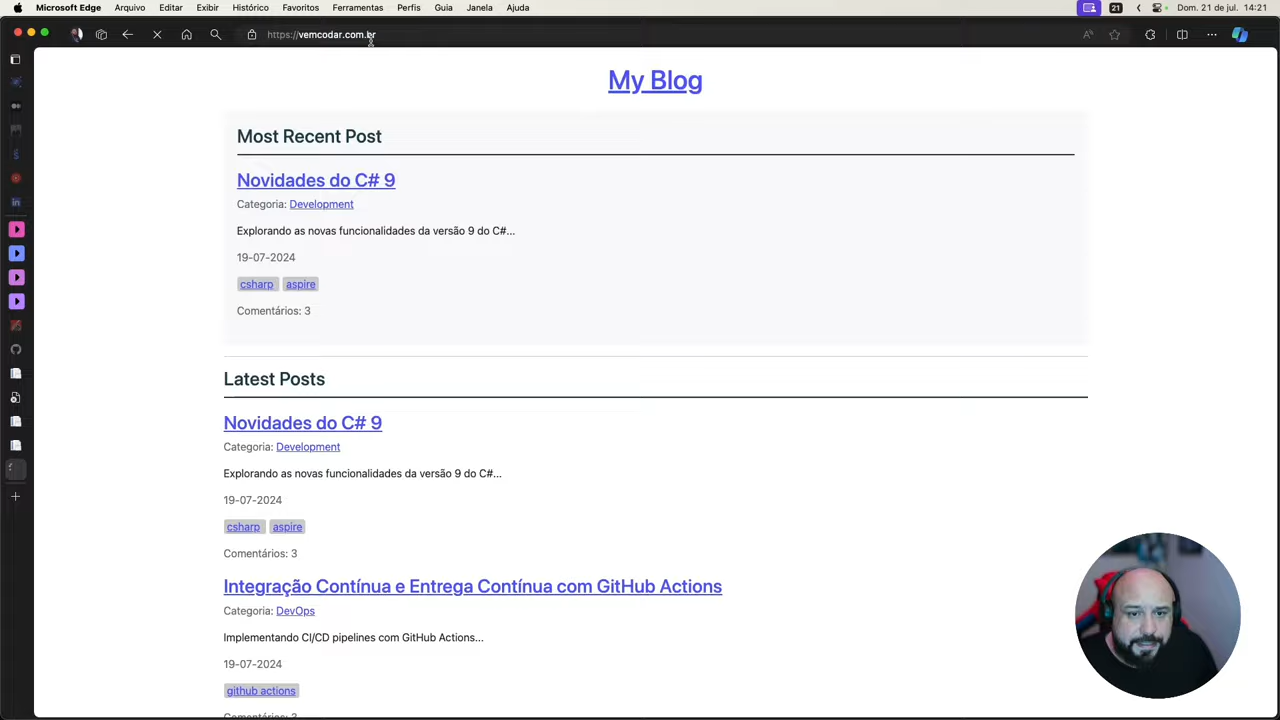 Microsoft Edge Arquivo Editar Exibir Histórico Favoritos Ferramentas Perfis Guia Janela Ajuda 21 Dom. 21 de jul. 14:21
https://vemcodar.com.br
My Blog
Most Recent Post
Novidades do C# 9
Categoria: Development
Explorando as novas funcionalidades da versão 9 do C#...
19-07-2024
csharp aspire
Comentários: 3
Latest Posts
Novidades do C# 9
Categoria: Development
Explorando as novas funcionalidades da versão 9 do C#...
19-07-2024
csharp aspire
Comentários: 3
Integração Contínua e Entrega Contínua com GitHub Actions
Categoria: DevOps
Implementando CI/CD pipelines com GitHub Actions...
19-07-2024
github actions
Comentários: 3